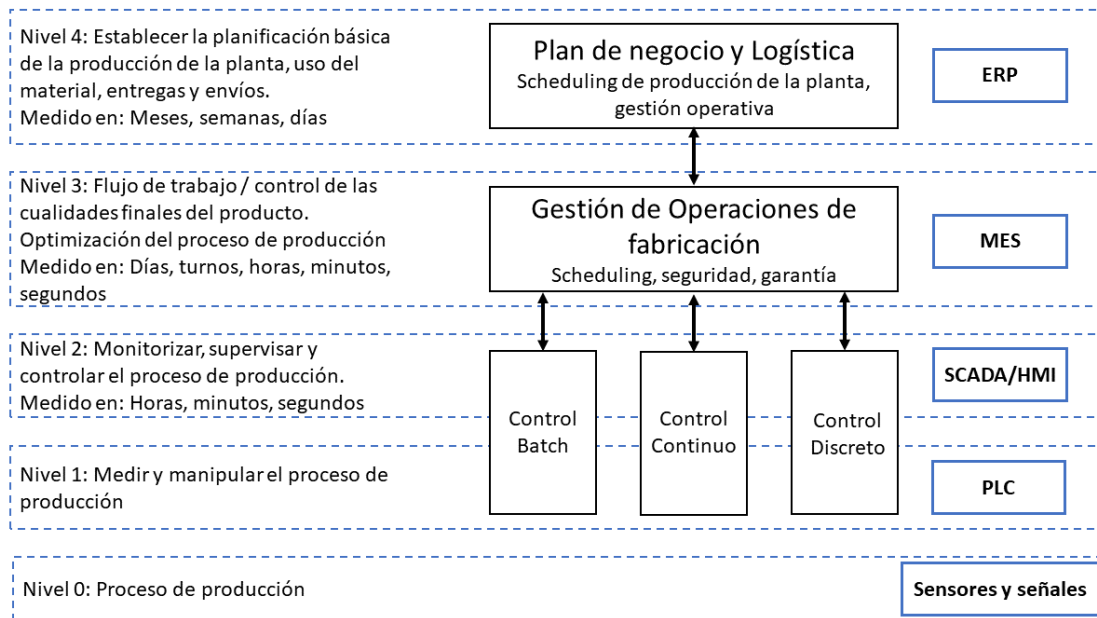 Nivel 4: Establecer la planificación básica
de la producción de la planta, uso del
material, entregas y envíos.
Medido en: Meses, semanas, días
Plan de negocio y Logística
Scheduling de producción de la planta,
gestión operativa
ERP
Nivel 3: Flujo de trabajo / control de las
cualidades finales del producto.
Optimización del proceso de producción
Medido en: Días, turnos, horas, minutos,
segundos
Gestión de Operaciones de
fabricación
Scheduling, seguridad, garantía
MES
Nivel 2: Monitorizar, supervisar y
controlar el proceso de producción.
Medido en: Horas, minutos, segundos
Control
Batch
Control
Continuo
Control
Discreto
SCADA/HMI
Nivel 1: Medir y manipular el proceso de
producción
PLC
Nivel 0: Proceso de producción
Sensores y señales